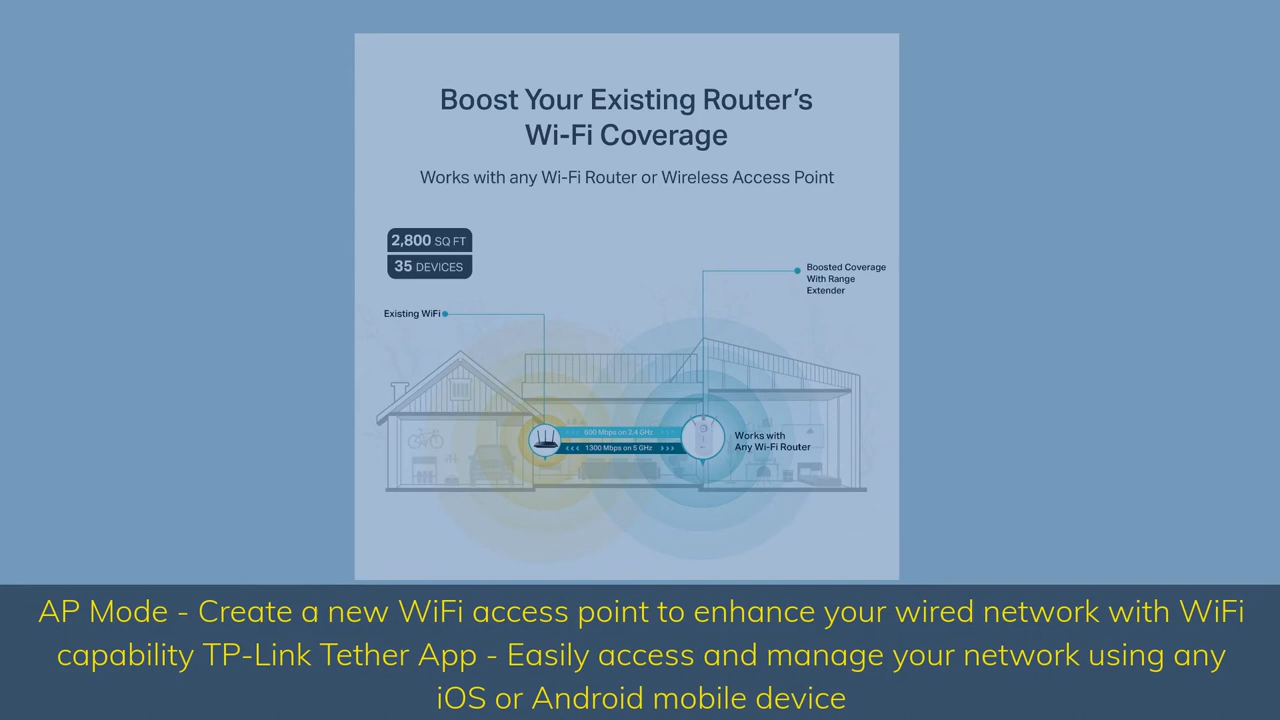 Boost Your Existing Router's
Wi-Fi Coverage
Works with any Wi-Fi Router or Wireless Access Point
2,800 SQ FT
35 DEVICES
Boosted Coverage
With Range
Extender
Existing WiFi
600 Mbps on 2.4 GHz
1300 Mbps on 5 GHz
Works with
Any Wi-Fi Router
AP Mode - Create a new WiFi access point to enhance your wired network with WiFi
capability TP-Link Tether App - Easily access and manage your network using any
iOS or Android mobile device